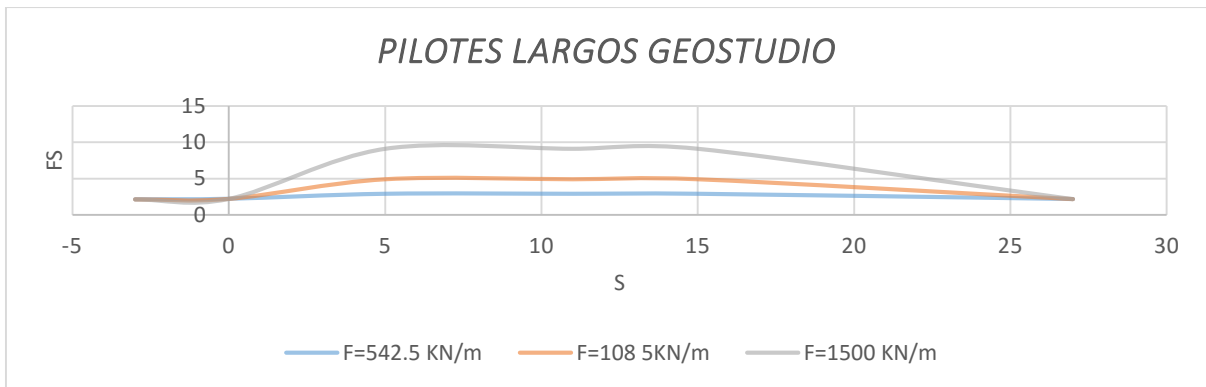 PILOTES LARGOS GEOSTUDIO
15
10
5
0
FS
-5 0 5 10 15 20 25 30
S
F=542.5 KN/m F=108 5KN/m F=1500 KN/m